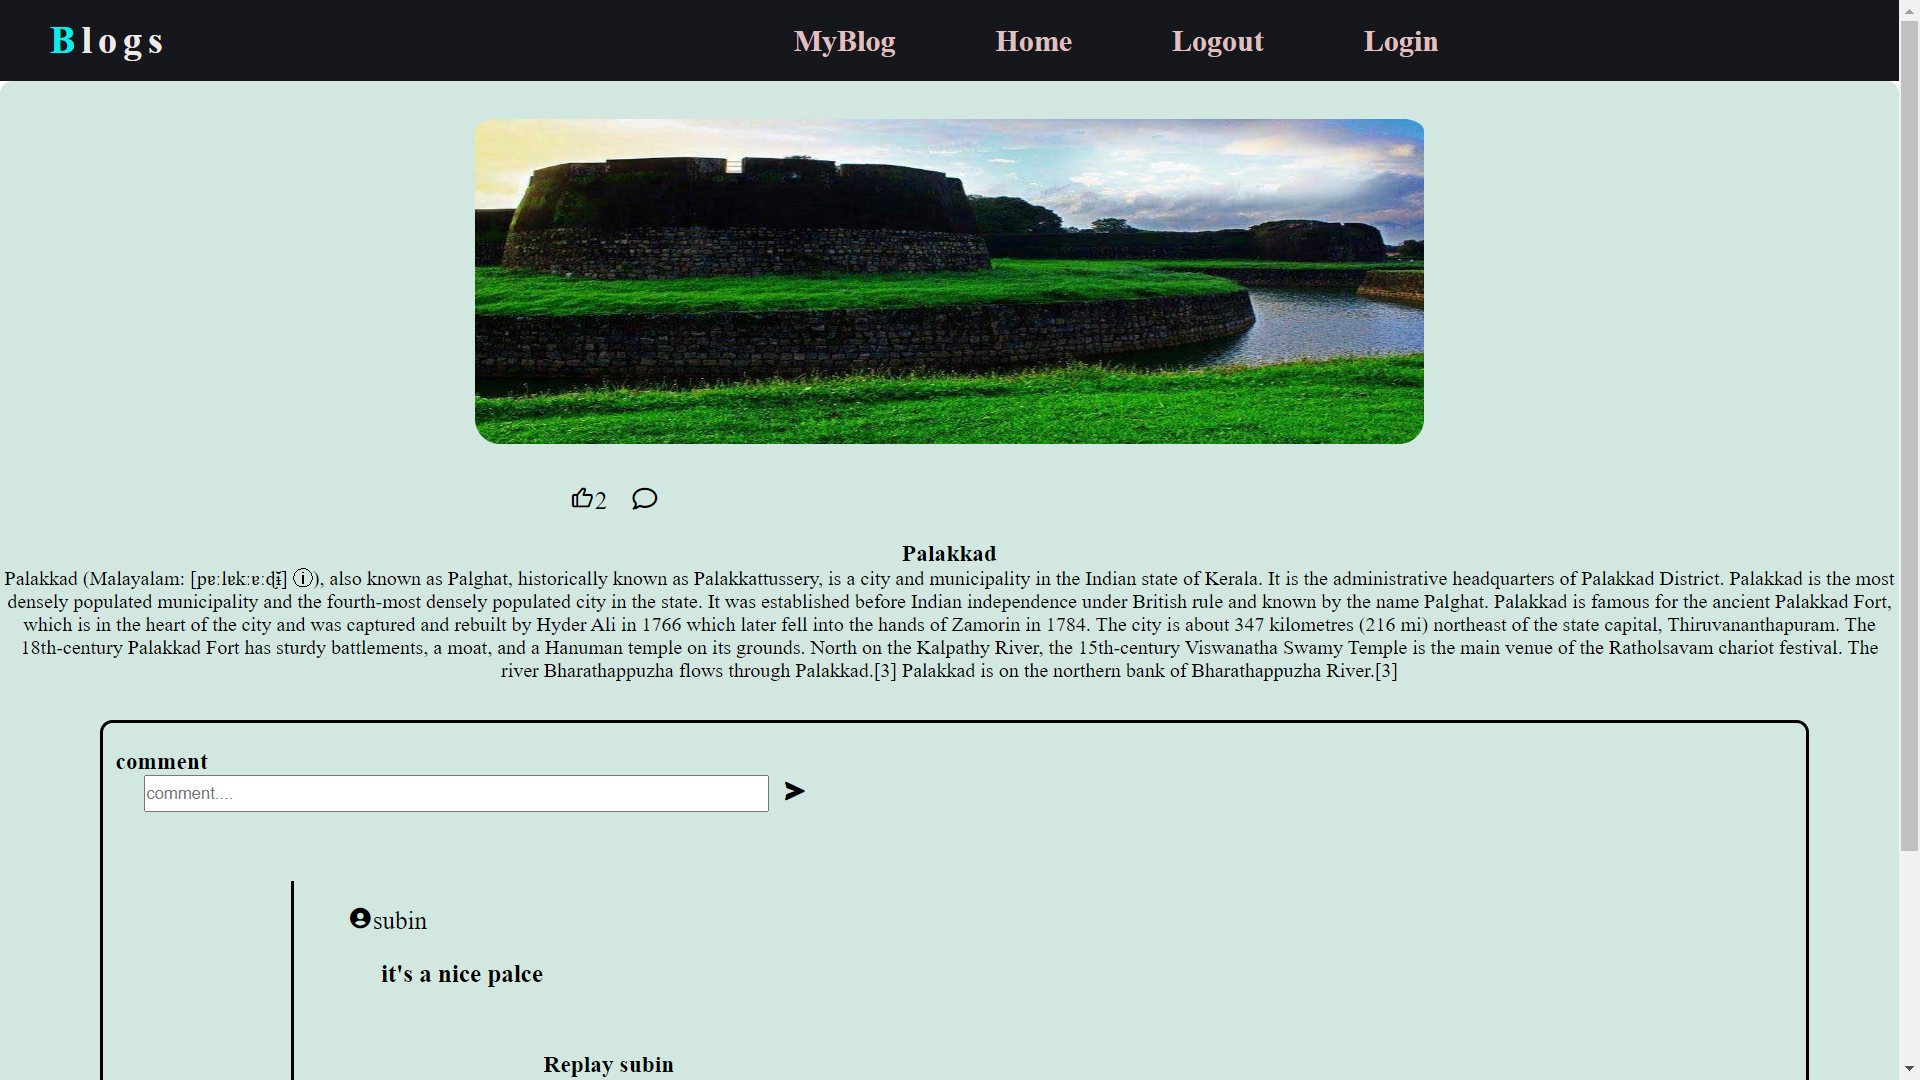 Blogs MyBlog Home Logout Login
2
Palakkad
Palakkad (Malayalam: [pɐːlɐkːɐːɖɨ̆] ⓘ), also known as Palghat, historically known as Palakkattussery, is a city and municipality in the Indian state of Kerala. It is the administrative headquarters of Palakkad District. Palakkad is the most
densely populated municipality and the fourth-most densely populated city in the state. It was established before Indian independence under British rule and known by the name Palghat. Palakkad is famous for the ancient Palakkad Fort,
which is in the heart of the city and was captured and rebuilt by Hyder Ali in 1766 which later fell into the hands of Zamorin in 1784. The city is about 347 kilometres (216 mi) northeast of the state capital, Thiruvananthapuram. The
18th-century Palakkad Fort has sturdy battlements, a moat, and a Hanuman temple on its grounds. North on the Kalpathy River, the 15th-century Viswanatha Swamy Temple is the main venue of the Ratholsavam chariot festival. The
river Bharathappuzha flows through Palakkad.[3] Palakkad is on the northern bank of Bharathappuzha River.[3]
comment
comment....
subin
it's a nice palce
Replay subin